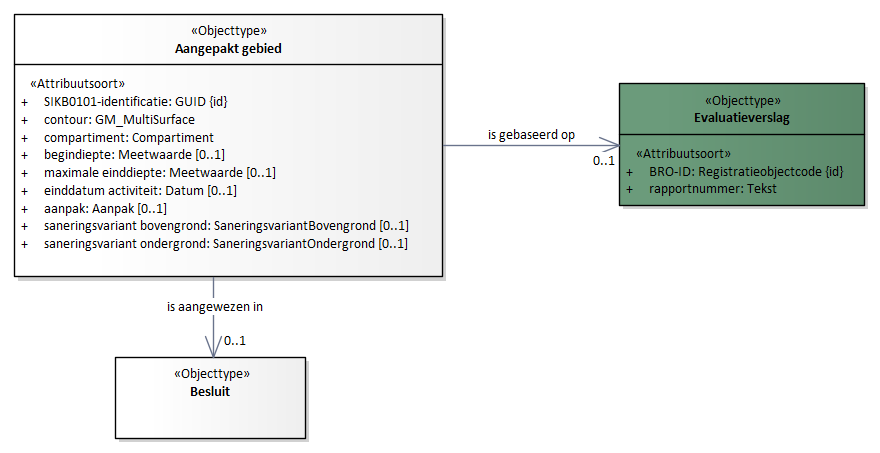 «Objecttype»
Aangepakt gebied
«Attribuutsoort»
+ SIKB0101-identificatie: GUID {id}
+ contour: GM_MultiSurface
+ compartiment: Compartiment
+ begindiepte: Meetwaarde [0..1]
+ maximale einddiepte: Meetwaarde [0..1]
+ einddatum activiteit: Datum [0..1]
+ aanpak: Aanpak [0..1]
+ saneringsvariant bovengrond: SaneringsvariantBovengrond [0..1]
+ saneringsvariant ondergrond: SaneringsvariantOndergrond [0..1]
is gebaseerd op
0..1
«Objecttype»
Evaluatieverslag
«Attribuutsoort»
+ BRO-ID: Registratieobjectcode {id}
+ rapportnummer: Tekst
is aangewezen in
0..1
«Objecttype»
Besluit